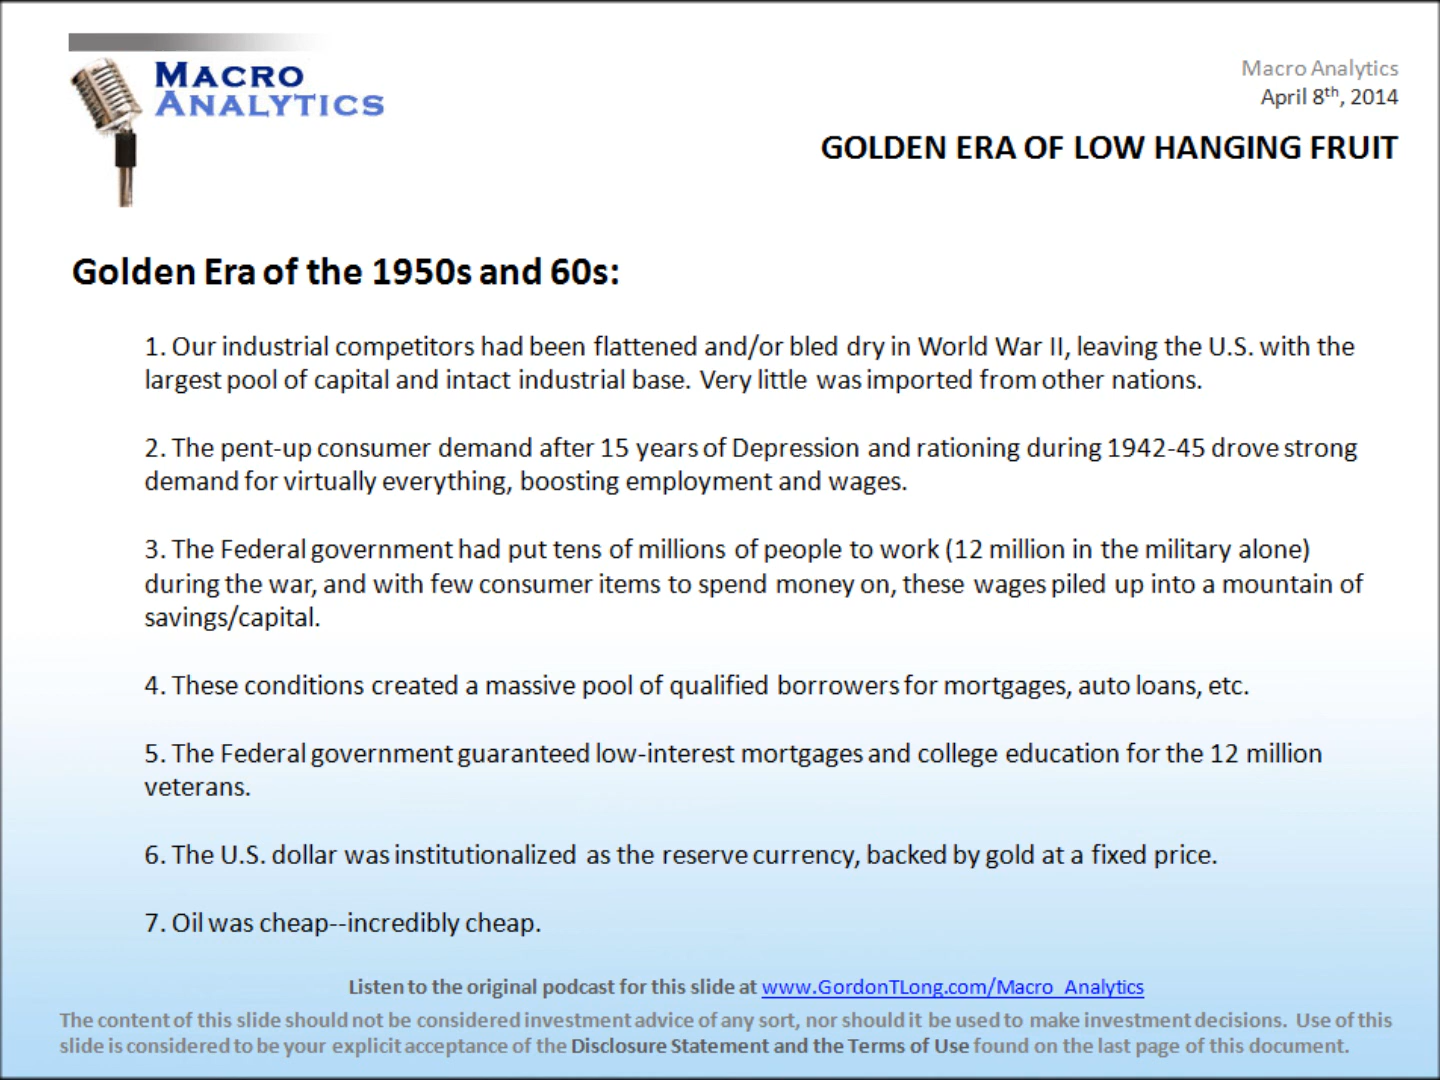 MACRO
ANALYTICS
Macro Analytics
April 8th, 2014
GOLDEN ERA OF LOW HANGING FRUIT
Golden Era of the 1950s and 60s:
1. Our industrial competitors had been flattened and/or bled dry in World War II, leaving the U.S. with the
largest pool of capital and intact industrial base. Very little was imported from other nations.
2. The pent-up consumer demand after 15 years of Depression and rationing during 1942-45 drove strong
demand for virtually everything, boosting employment and wages.
3. The Federal government had put tens of millions of people to work (12 million in the military alone)
during the war, and with few consumer items to spend money on, these wages piled up into a mountain of
savings/capital.
4. These conditions created a massive pool of qualified borrowers for mortgages, auto loans, etc.
5. The Federal government guaranteed low-interest mortgages and college education for the 12 million
veterans.
6. The U.S. dollar was institutionalized as the reserve currency, backed by gold at a fixed price.
7. Oil was cheap--incredibly cheap.
Listen to the original podcast for this slide at www.GordonTLong.com/Macro_Analytics
The content of this slide should not be considered investment advice of any sort, nor should it be used to make investment decisions. Use of this
slide is considered to be your explicit acceptance of the Disclosure Statement and the Terms of Use found on the last page of this document.